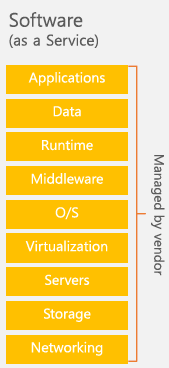 Software
(as a Service)
Applications
Data
Runtime
Middleware
O/S
Virtualization
Servers
Storage
Networking
Managed by vendor